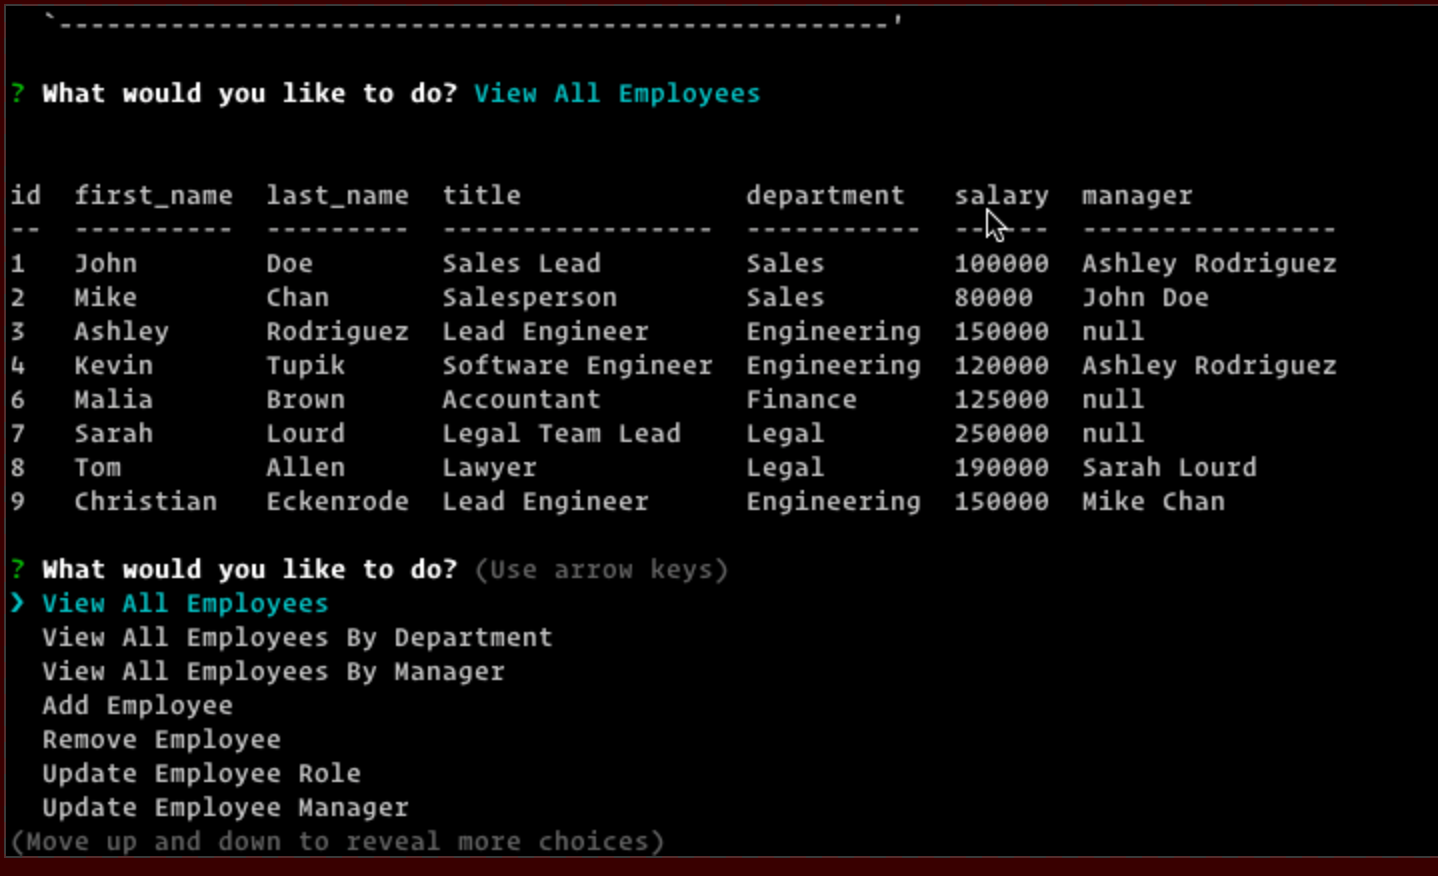 `----------------------------------------------------'
? What would you like to do? View All Employees
id  first_name  last_name  title              department   salary  manager
--  ----------  ---------  -----------------  -----------  ------  ----------------
1   John        Doe        Sales Lead         Sales        100000  Ashley Rodriguez
2   Mike        Chan       Salesperson        Sales        80000   John Doe
3   Ashley      Rodriguez  Lead Engineer      Engineering  150000  null
4   Kevin       Tupik      Software Engineer  Engineering  120000  Ashley Rodriguez
6   Malia       Brown      Accountant         Finance      125000  null
7   Sarah       Lourd      Legal Team Lead    Legal        250000  null
8   Tom         Allen      Lawyer             Legal        190000  Sarah Lourd
9   Christian   Eckenrode  Lead Engineer      Engineering  150000  Mike Chan
? What would you like to do? (Use arrow keys)
❯ View All Employees
  View All Employees By Department
  View All Employees By Manager
  Add Employee
  Remove Employee
  Update Employee Role
  Update Employee Manager
(Move up and down to reveal more choices)